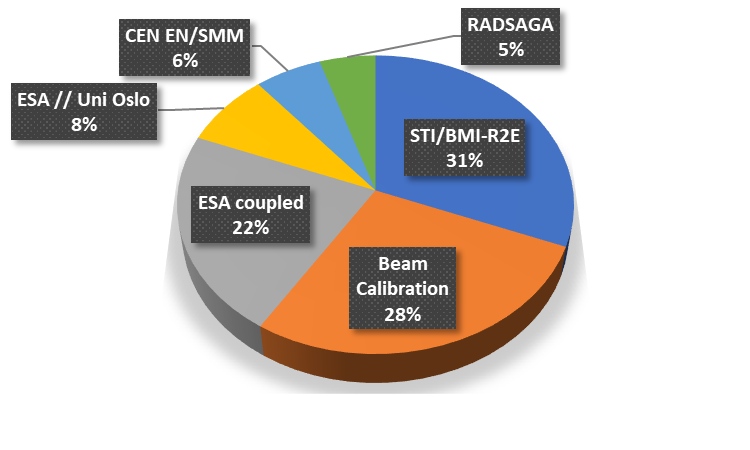 RADSAGA
5%
CEN EN/SMM
6%
ESA // Uni Oslo
8%
STI/BMI-R2E
31%
ESA coupled
22%
Beam
Calibration
28%